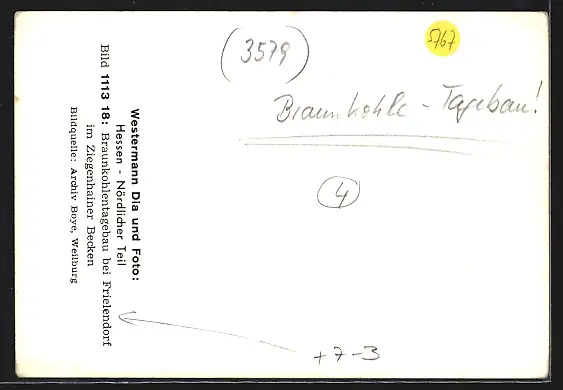 (3579)
5767
Braunkohle - Tagebau!
4
Westermann Dia und Foto:
Hessen - Nördlicher Teil
Bild 1113 18: Braunkohlentagebau bei Frielendorf
im Ziegenhainer Becken
Bildquelle: Archiv Boye, Weilburg
+7-3